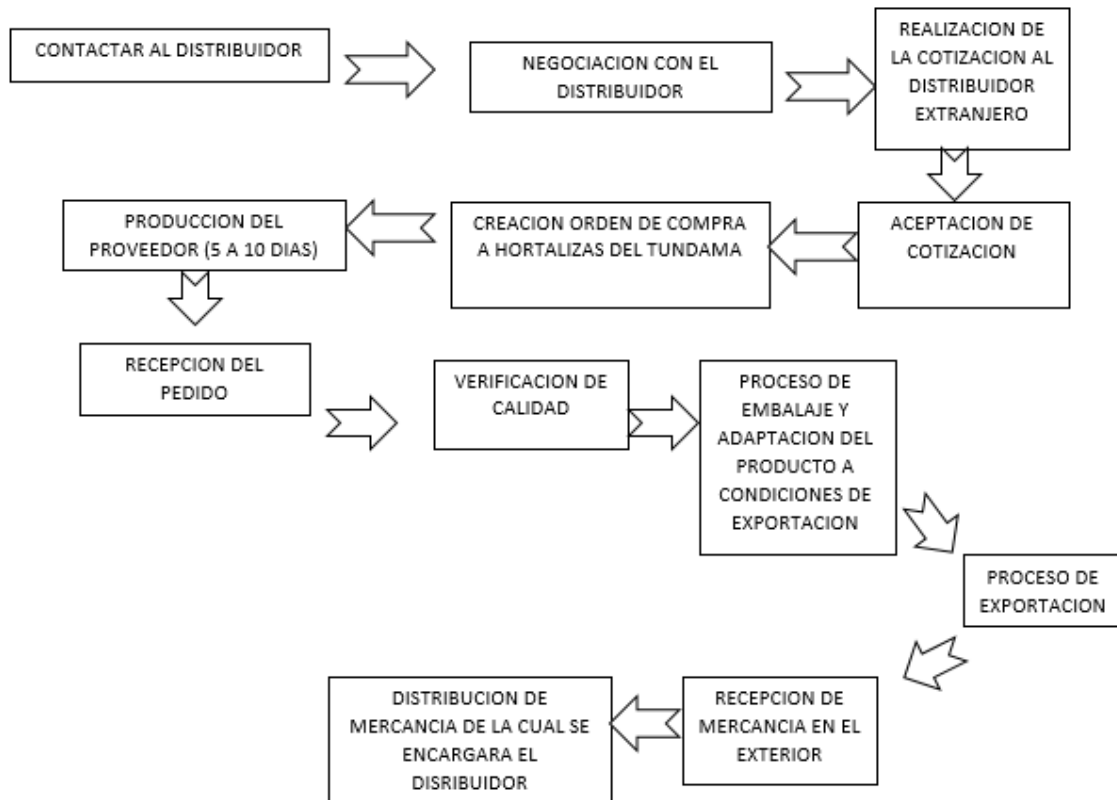 CONTACTAR AL DISTRIBUIDOR
NEGOCIACION CON EL
DISTRIBUIDOR
REALIZACION DE
LA COTIZACION AL
DISTRIBUIDOR
EXTRANJERO
ACEPTACION DE
COTIZACION
CREACION ORDEN DE COMPRA
A HORTALIZAS DEL TUNDAMA
PRODUCCION DEL
PROVEEDOR (5 A 10 DIAS)
RECEPCION DEL
PEDIDO
VERIFICACION DE
CALIDAD
PROCESO DE
EMBALAJE Y
ADAPTACION DEL
PRODUCTO A
CONDICIONES DE
EXPORTACION
PROCESO DE
EXPORTACION
RECEPCION DE
MERCANCIA EN EL
EXTERIOR
DISTRIBUCION DE
MERCANCIA DE LA CUAL SE
ENCARGARA EL
DISRIBUIDOR